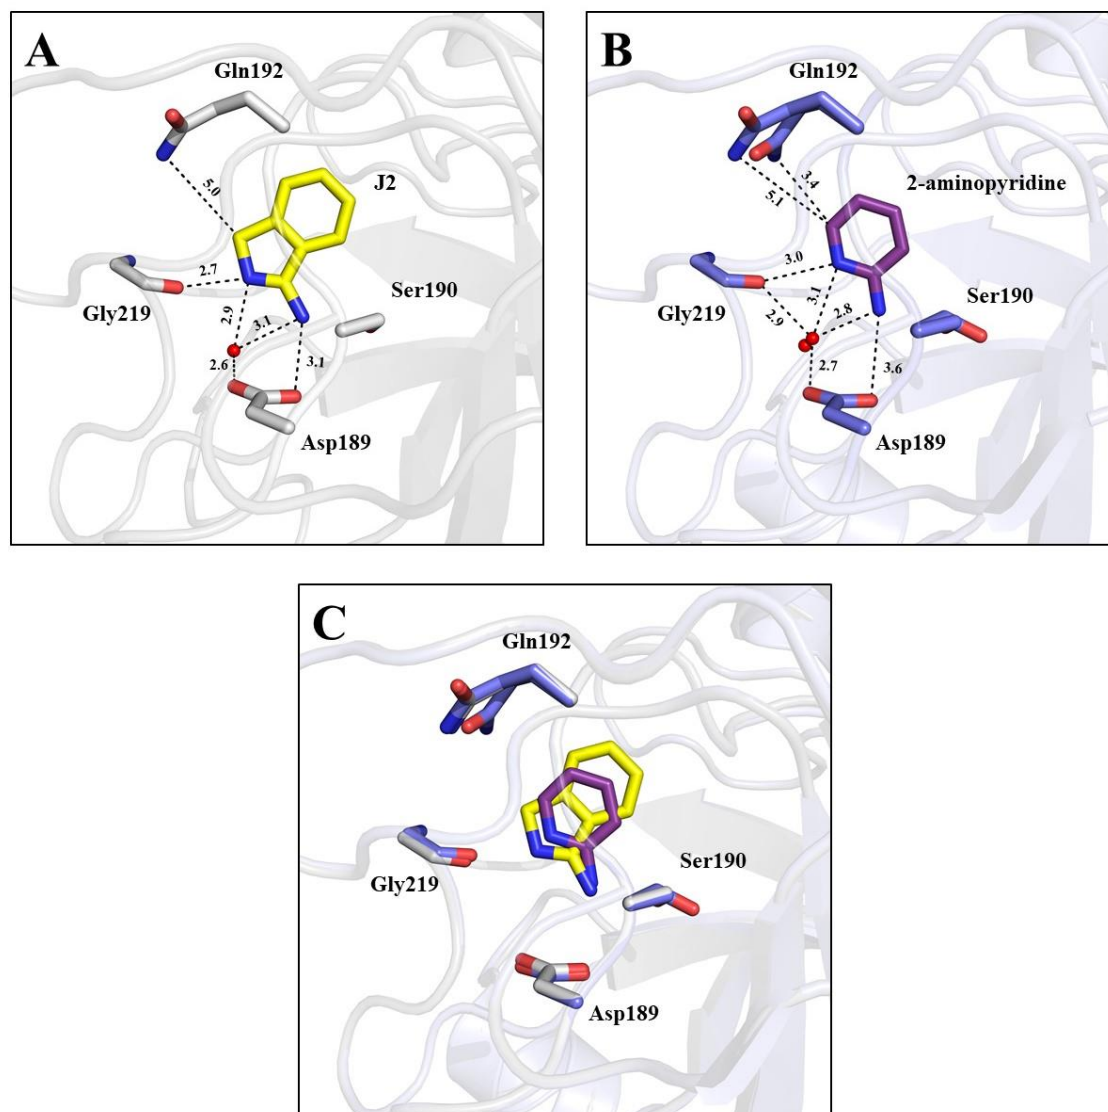 A
Gln192
J2
5.0
2.7
Ser190
Gly219
2.9
3.1
2.6
3.1
Asp189
B
Gln192
3.4
5.1
2-aminopyridine
3.0
Ser190
Gly219
3.1
2.9
2.8
2.7
3.6
Asp189
C
Gln192
Ser190
Gly219
Asp189